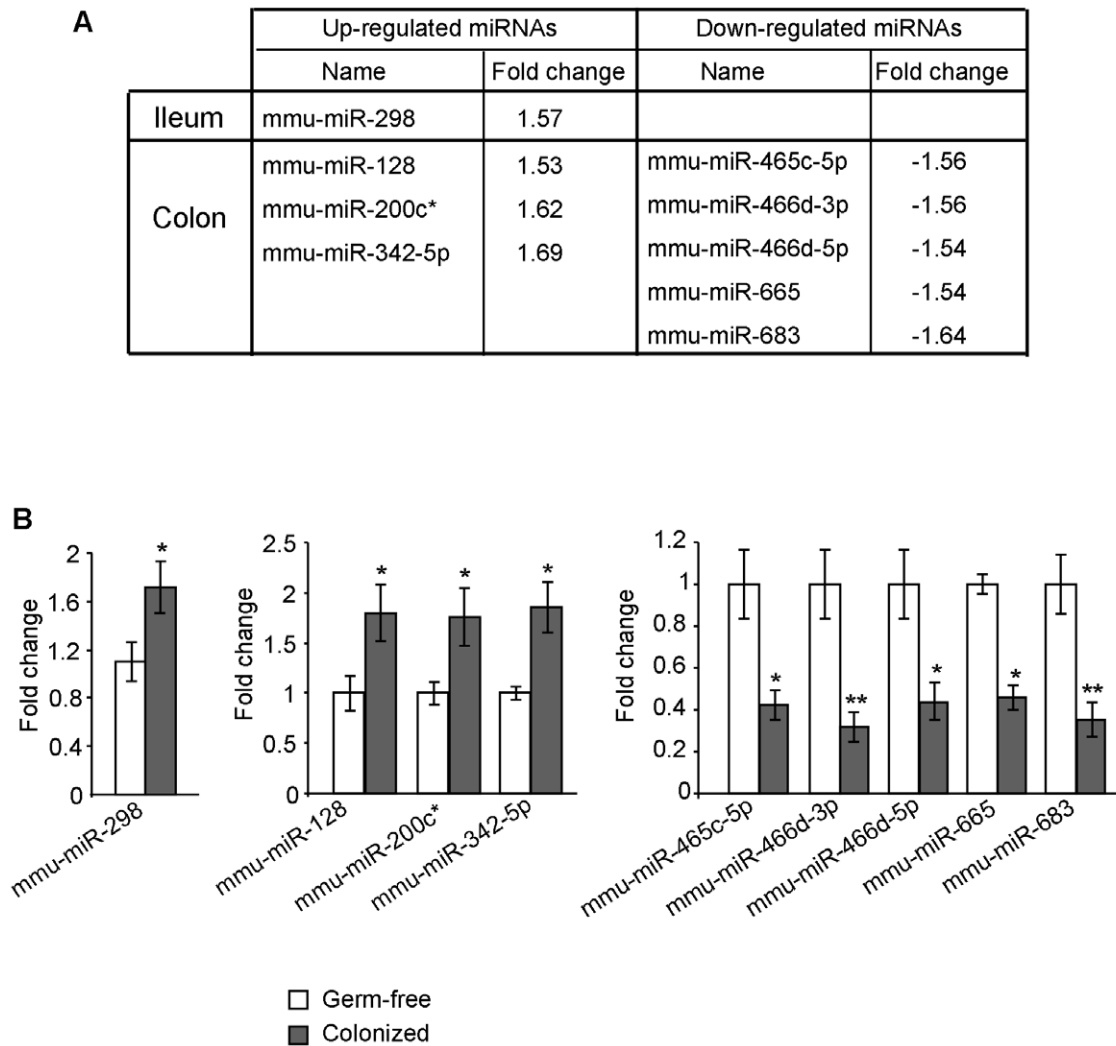 A
Up-regulated miRNAs Down-regulated miRNAs
Name Fold change Name Fold change
Ileum mmu-miR-298 1.57
Colon
mmu-miR-128 1.53 mmu-miR-465c-5p -1.56
mmu-miR-200c* 1.62 mmu-miR-466d-3p -1.56
mmu-miR-342-5p 1.69 mmu-miR-466d-5p -1.54
mmu-miR-665 -1.54
mmu-miR-683 -1.64
B
Fold change
2
1.6
1.2
0.8
0.4
0
*
mmu-miR-298
Fold change
2.5
2
1.5
1
0.5
0
* * *
mmu-miR-128
mmu-miR-200c*
mmu-miR-342-5p
Fold change
1.2
1
0.8
0.6
0.4
0.2
0
* ** * * **
mmu-miR-465c-5p
mmu-miR-466d-3p
mmu-miR-466d-5p
mmu-miR-665
mmu-miR-683
Germ-free
Colonized